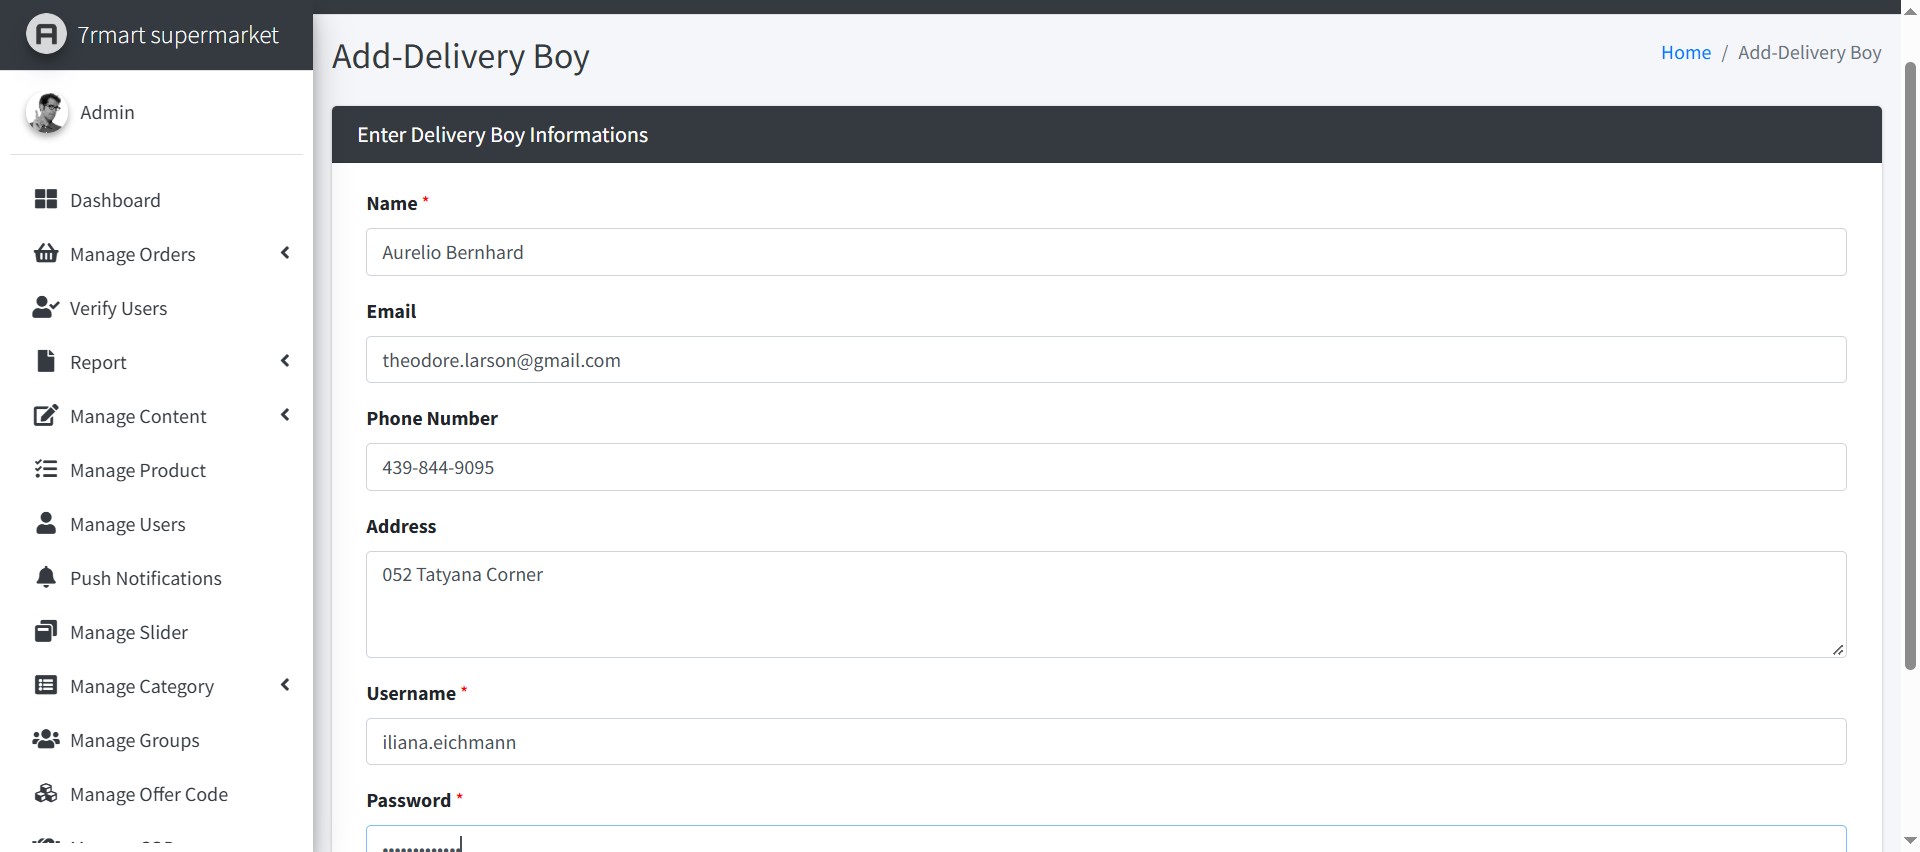 7rmart supermarket
Admin
Dashboard
Manage Orders
Verify Users
Report
Manage Content
Manage Product
Manage Users
Push Notifications
Manage Slider
Manage Category
Manage Groups
Manage Offer Code
Add-Delivery Boy
Home / Add-Delivery Boy
Enter Delivery Boy Informations
Name *
Aurelio Bernhard
Email
theodore.larson@gmail.com
Phone Number
439-844-9095
Address
052 Tatyana Corner
Username *
iliana.eichmann
Password *